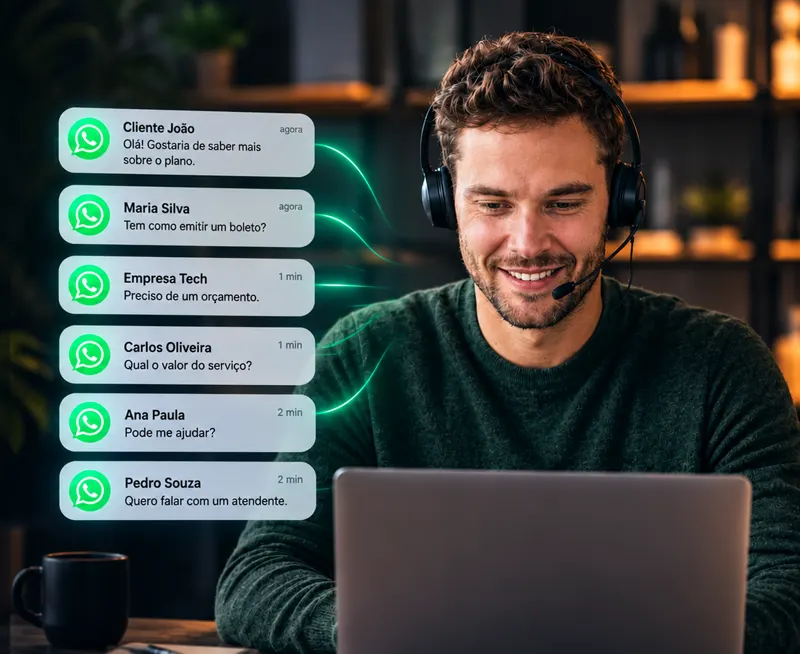 Cliente João
agora
Olá! Gostaria de saber mais
sobre o plano.
Maria Silva
agora
Tem como emitir um boleto?
Empresa Tech
1 min
Preciso de um orçamento.
Carlos Oliveira
1 min
Qual o valor do serviço?
Ana Paula
2 min
Pode me ajudar?
Pedro Souza
2 min
Quero falar com um atendente.